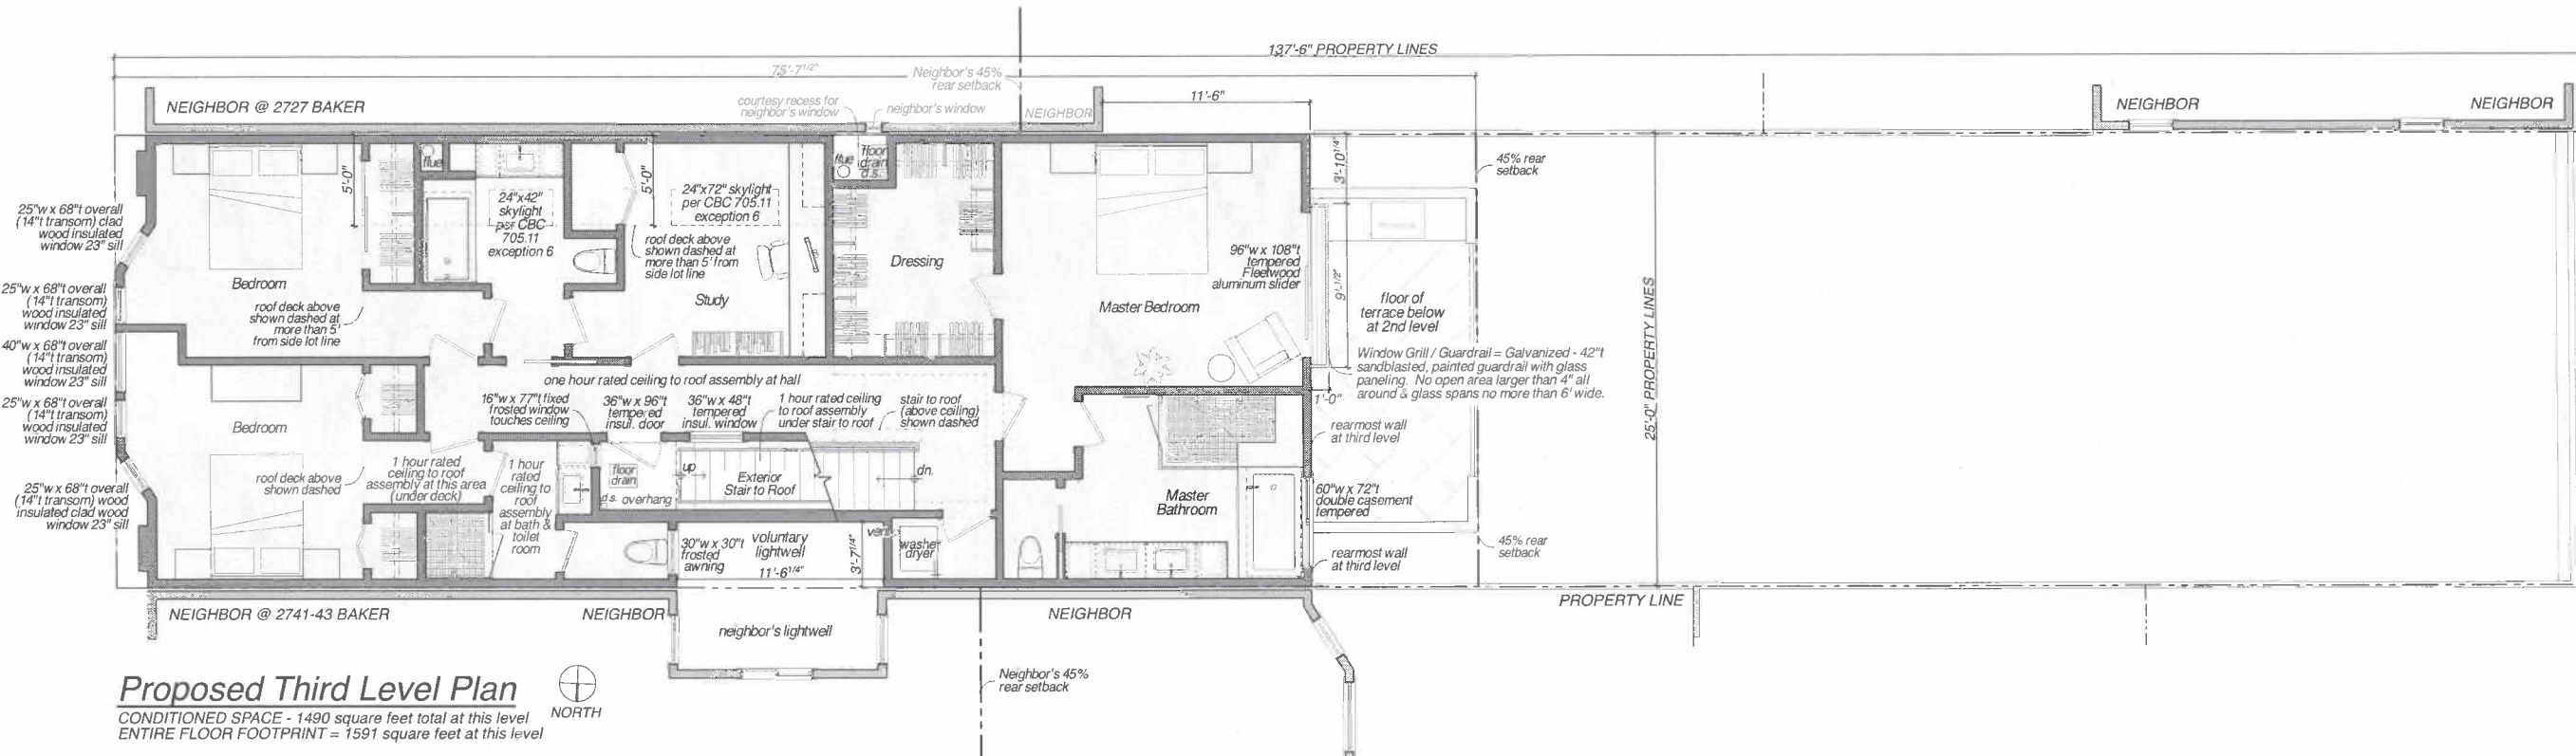 137'-6" PROPERTY LINES
75'-7 1/2"
Neighbor's 45%
rear setback
NEIGHBOR @ 2727 BAKER
courtesy recess for
neighbor's window
neighbor's window
NEIGHBOR
11'-6"
NEIGHBOR
NEIGHBOR
25"w x 68"t overall
(14"t transom) clad
wood insulated
window 23" sill
25"w x 68"t overall
(14"t transom)
wood insulated
window 23" sill
40"w x 68"t overall
(14"t transom)
wood insulated
window 23" sill
25"w x 68"t overall
(14"t transom)
wood insulated
window 23" sill
25"w x 68"t overall
(14"t transom) wood
insulated clad wood
window 23" sill
5'-0"
Bedroom
roof deck above
shown dashed at
more than 5'
from side lot line
flue
24"x42"
skylight
per CBC
705.11
exception 6
5'-0"
24"x72" skylight
per CBC 705.11
exception 6
roof deck above
shown dashed at
more than 5' from
side lot line
Study
flue
floor
drain
d.s.
Dressing
Master Bedroom
96"w x 108"t
tempered
Fleetwood
aluminum slider
3'-10 1/4"
9'-1/2"
1'-0"
45% rear
setback
floor of
terrace below
at 2nd level
Window Grill / Guardrail = Galvanized - 42"t
sandblasted, painted guardrail with glass
paneling. No open area larger than 4" all
around & glass spans no more than 6' wide.
25'-0" PROPERTY LINES
rearmost wall
at third level
one hour rated ceiling to roof assembly at hall
16"w x 77"t fixed
frosted window
touches ceiling
36"w x 96"t
tempered
insul. door
36"w x 48"t
tempered
insul. window
1 hour rated ceiling
to roof assembly
under stair to roof
stair to roof
(above ceiling)
shown dashed
Bedroom
roof deck above
shown dashed
1 hour rated
ceiling to roof
assembly at this area
(under deck)
1 hour
rated
ceiling to
roof
assembly
at bath &
toilet
room
floor
drain
d.s. overhang
up
Exterior
Stair to Roof
dn.
Master
Bathroom
60"w x 72"t
double casement
tempered
30"w x 30"t
frosted
awning
voluntary
lightwell
11'-6 1/4"
3'-7 1/4"
vent
washer
dryer
rearmost wall
at third level
45% rear
setback
PROPERTY LINE
NEIGHBOR @ 2741-43 BAKER
NEIGHBOR
neighbor's lightwell
NEIGHBOR
Neighbor's 45%
rear setback
Proposed Third Level Plan
NORTH
CONDITIONED SPACE - 1490 square feet total at this level
ENTIRE FLOOR FOOTPRINT = 1591 square feet at this level